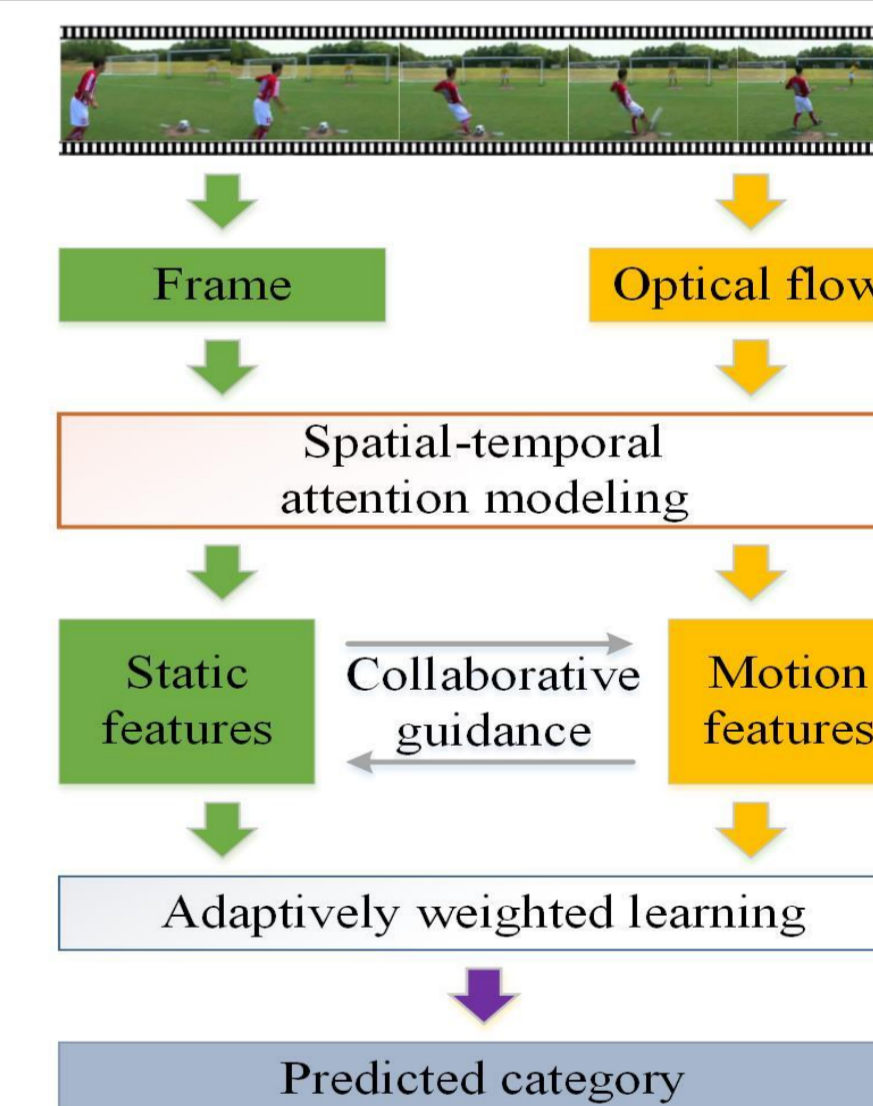 Frame
Optical flow
Spatial-temporal
attention modeling
Static
features
Collaborative
guidance
Motion
features
Adaptively weighted learning
Predicted category